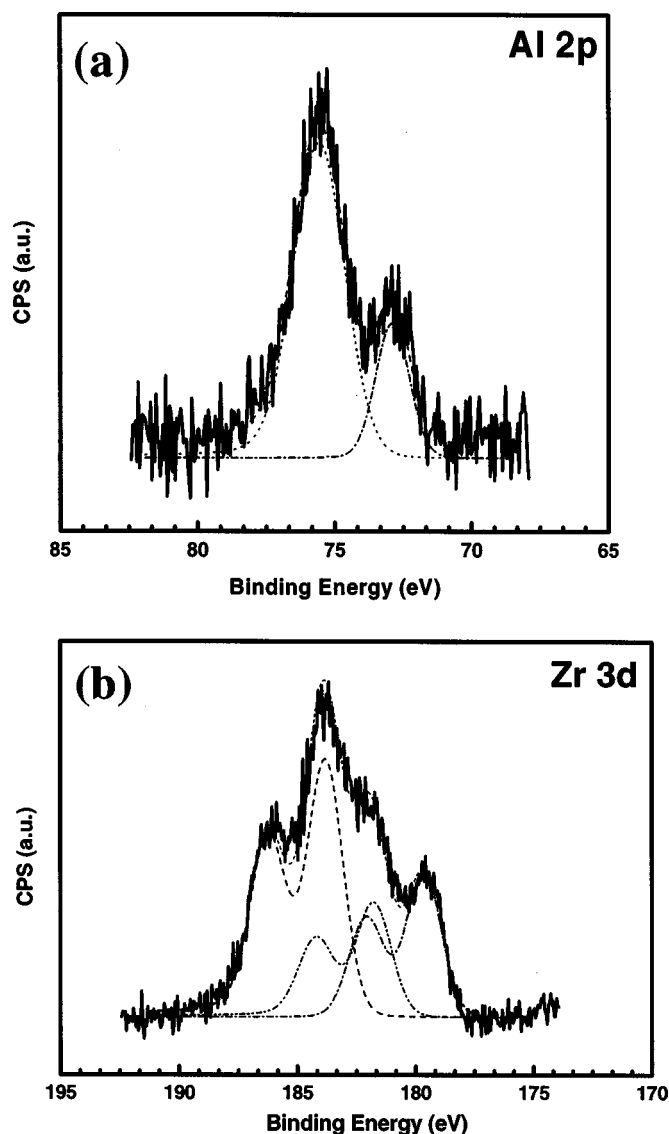 (a)
Al 2p
CPS (a.u.)
85 80 75 70 65
Binding Energy (eV)
(b)
Zr 3d
CPS (a.u.)
195 190 185 180 175 170
Binding Energy (eV)